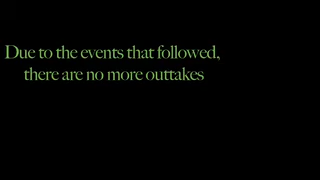 Due to the events that followed,
there are no more outtakes